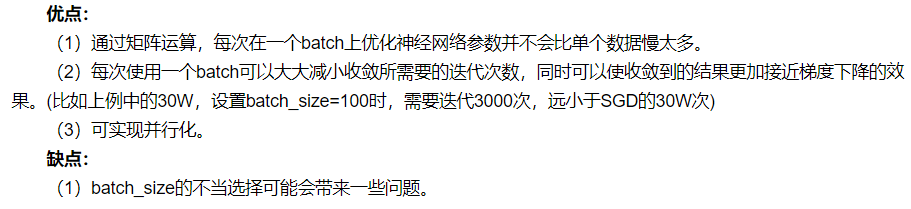 优点:
（1）通过矩阵运算，每次在一个batch上优化神经网络参数并不会比单个数据慢太多。
（2）每次使用一个batch可以大大减小收敛所需要的迭代次数，同时可以使收敛到的结果更加接近梯度下降的效
果。(比如上例中的30W，设置batch_size=100时，需要迭代3000次，远小于SGD的30W次)
（3）可实现并行化。
缺点:
（1）batch_size的不当选择可能会带来一些问题。